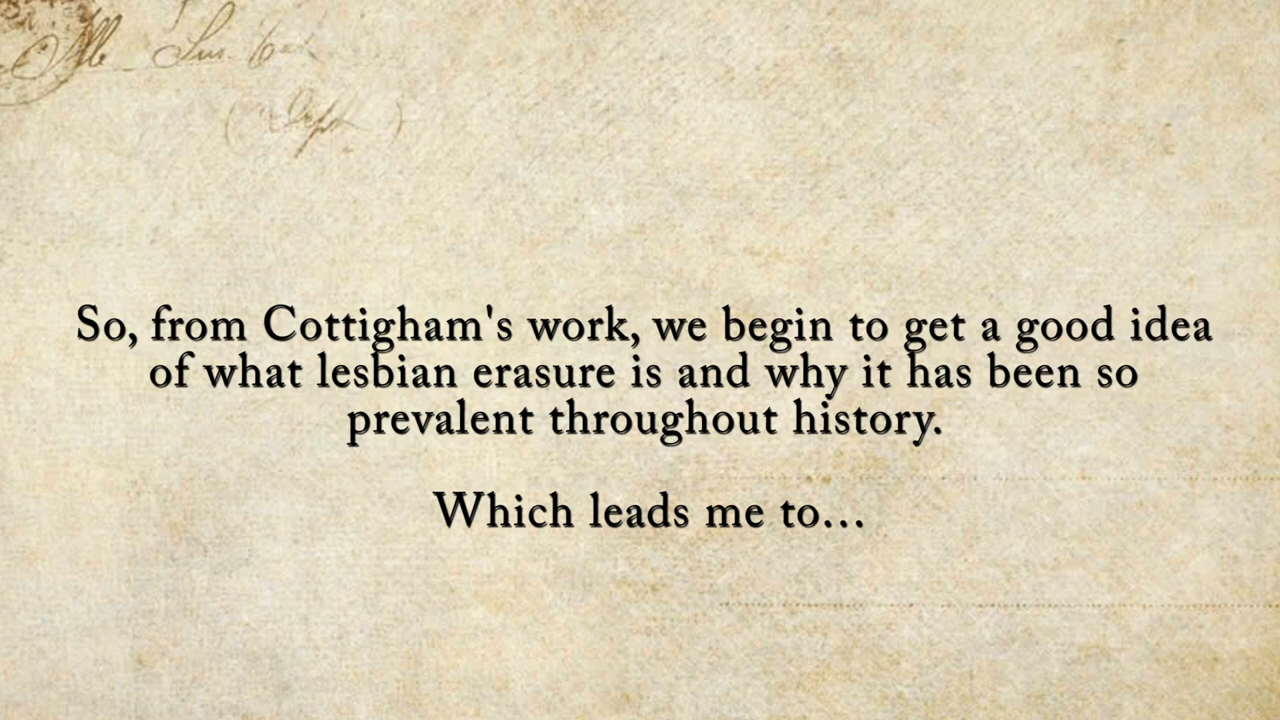 So, from Cottigham's work, we begin to get a good idea
of what lesbian erasure is and why it has been so
prevalent throughout history.
Which leads me to...